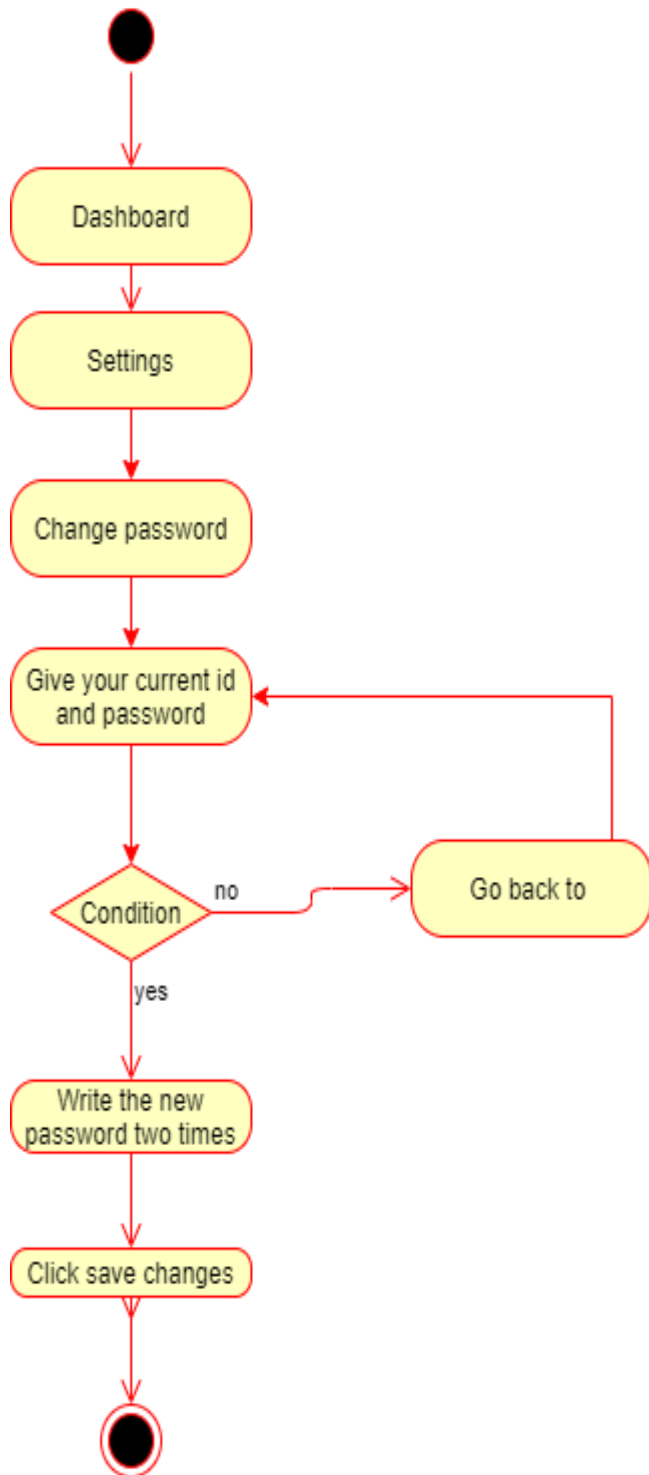 Dashboard
Settings
Change password
Give your current id
and password
Condition
no
Go back to
yes
Write the new
password two times
Click save changes